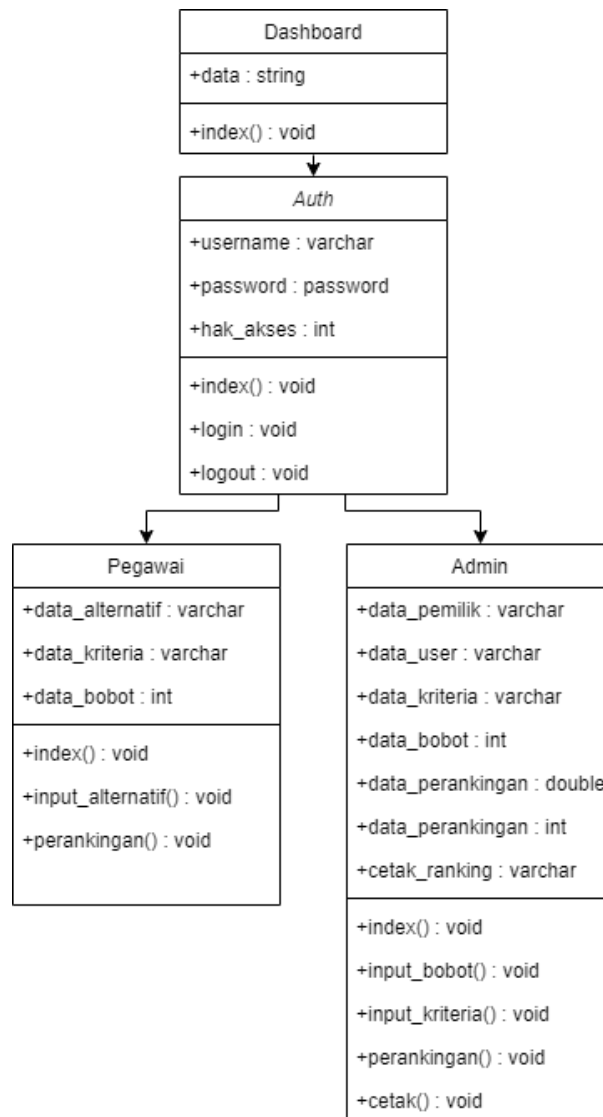 Dashboard
+data : string
+index() : void
Auth
+username : varchar
+password : password
+hak_akses : int
+index() : void
+login : void
+logout : void
Pegawai
+data_alternatif : varchar
+data_kriteria : varchar
+data_bobot : int
+index() : void
+input_alternatif() : void
+perankingan() : void
Admin
+data_pemilik : varchar
+data_user : varchar
+data_kriteria : varchar
+data_bobot : int
+data_perankingan : double
+data_perankingan : int
+cetak_ranking : varchar
+index() : void
+input_bobot() : void
+input_kriteria() : void
+perankingan() : void
+cetak() : void